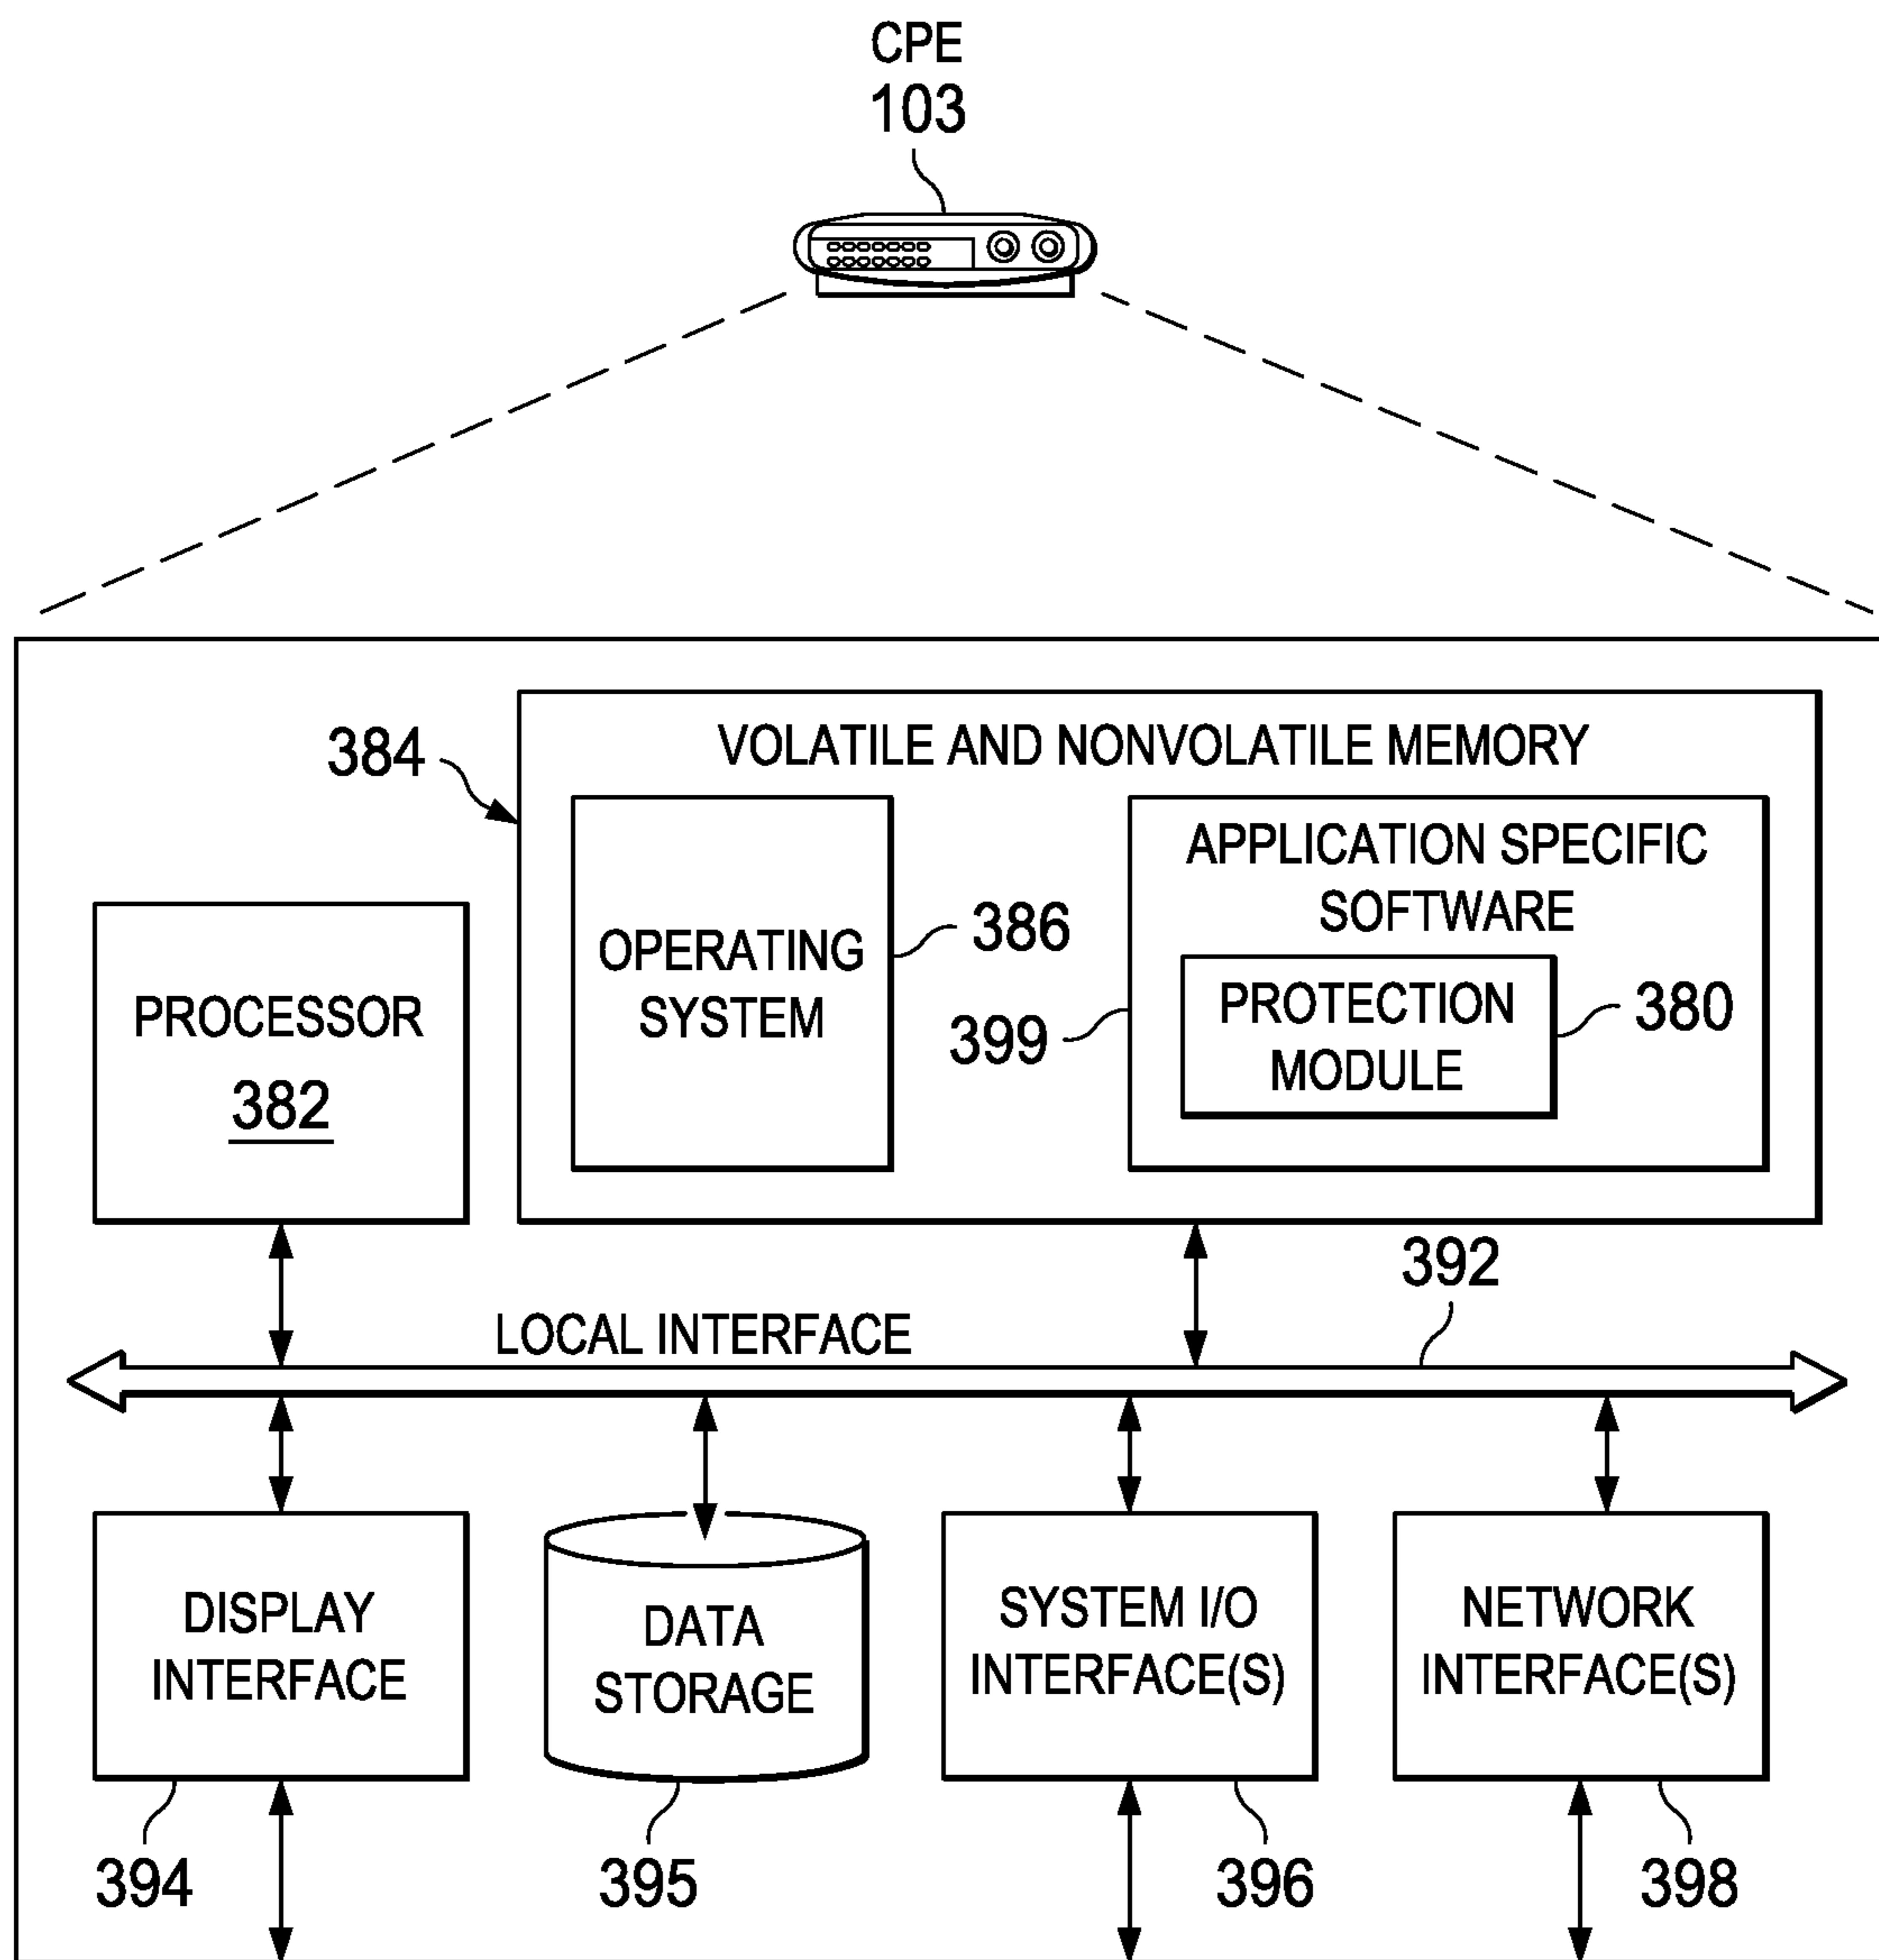 CPE
103
384
VOLATILE AND NONVOLATILE MEMORY
OPERATING
SYSTEM
386
APPLICATION SPECIFIC
SOFTWARE
399
PROTECTION
MODULE
380
PROCESSOR
382
392
LOCAL INTERFACE
DISPLAY
INTERFACE
DATA
STORAGE
SYSTEM I/O
INTERFACE(S)
NETWORK
INTERFACE(S)
394
395
396
398